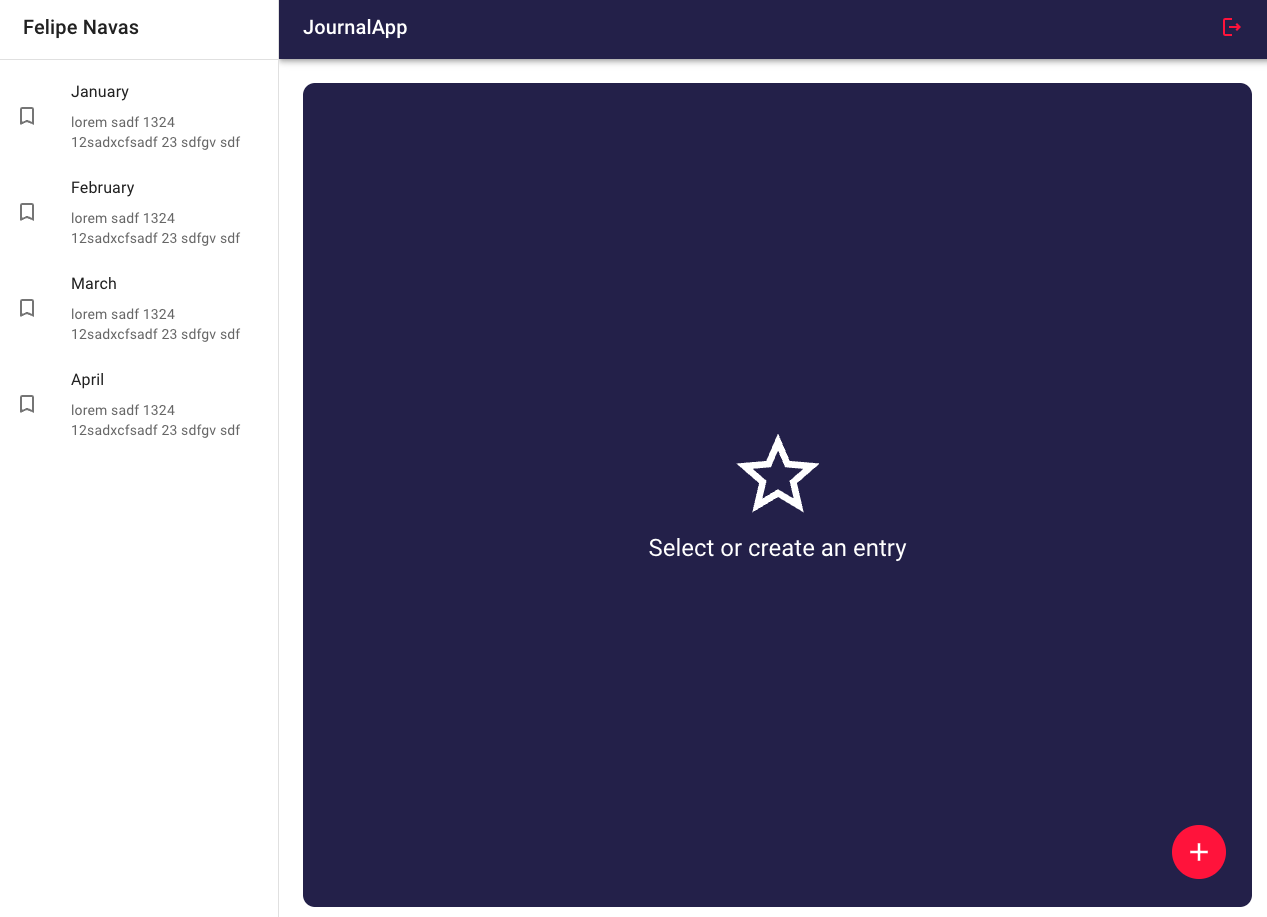 Felipe Navas
JournalApp
January
lorem sadf 1324
12sadxcfsadf 23 sdfgv sdf
February
lorem sadf 1324
12sadxcfsadf 23 sdfgv sdf
March
lorem sadf 1324
12sadxcfsadf 23 sdfgv sdf
April
lorem sadf 1324
12sadxcfsadf 23 sdfgv sdf
Select or create an entry